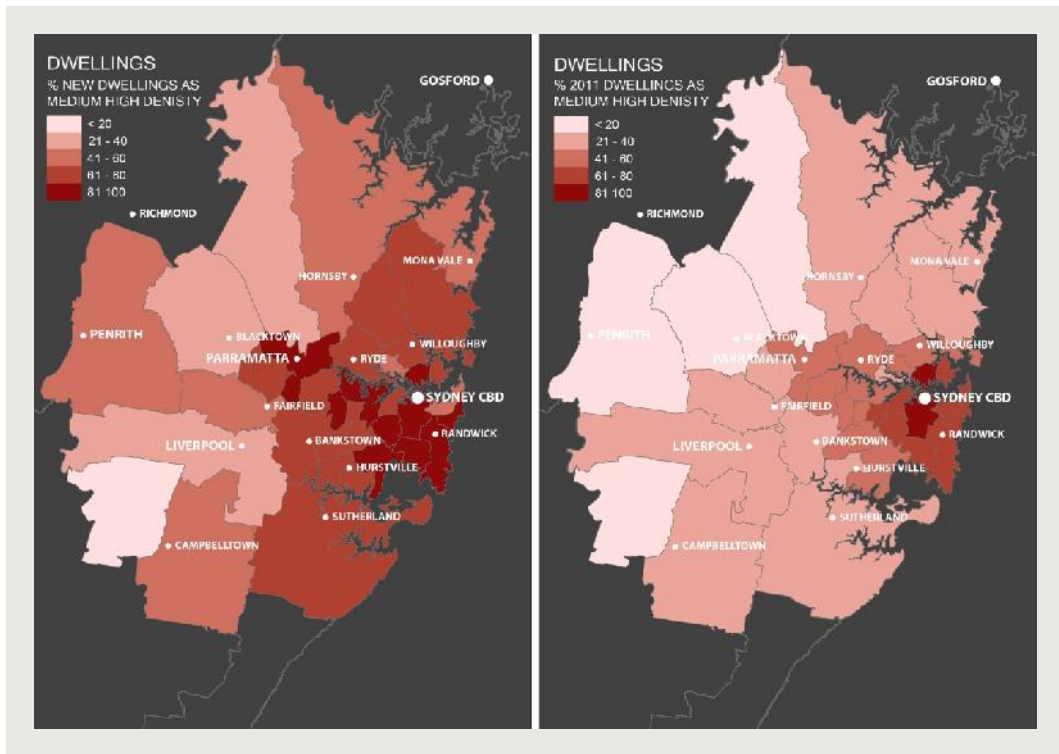 DWELLINGS
% NEW DWELLINGS AS
MEDIUM HIGH DENISTY
< 20
21 - 40
41 - 60
61 - 80
81 100
GOSFORD
RICHMOND
MONA VALE
HORNSBY
PENRITH
BLACKTOWN
WILLOUGHBY
PARRAMATTA
RYDE
SYDNEY CBD
FAIRFIELD
RANDWICK
LIVERPOOL
BANKSTOWN
HURSTVILLE
SUTHERLAND
CAMPBELLTOWN
DWELLINGS
% 2011 DWELLINGS AS
MEDIUM HIGH DENISTY
< 20
21 - 40
41 - 60
61 - 80
81 100
GOSFORD
RICHMOND
MONA VALE
HORNSBY
PENRITH
BLACKTOWN
WILLOUGHBY
PARRAMATTA
RYDE
SYDNEY CBD
FAIRFIELD
RANDWICK
LIVERPOOL
BANKSTOWN
HURSTVILLE
SUTHERLAND
CAMPBELLTOWN